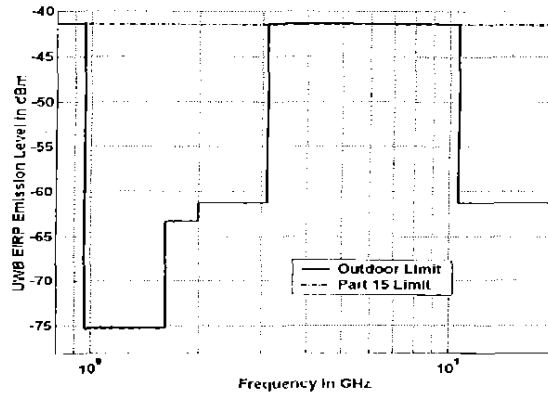 -40
-45
-50
-55
-60
-65
-70
-75
UWB EIRP Emission Level in dBm
Outdoor Limit
Part 15 Limit
10⁰
10¹
Frequency in GHz